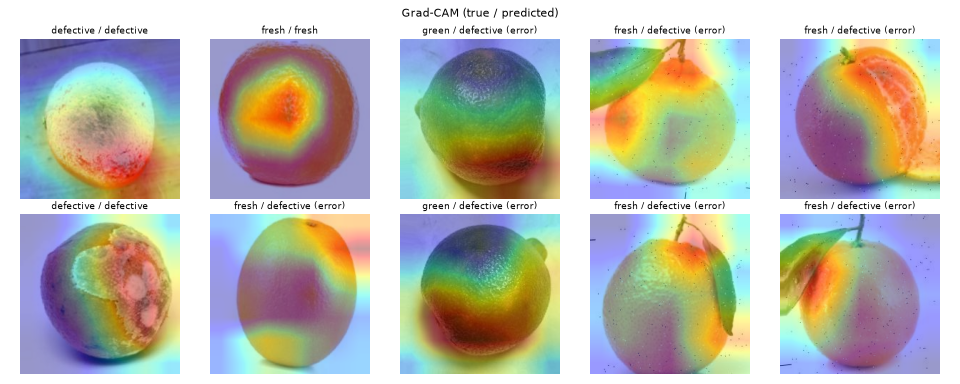 Grad-CAM (true / predicted)
defective / defective
fresh / fresh
green / defective (error)
fresh / defective (error)
fresh / defective (error)
defective / defective
fresh / defective (error)
green / defective (error)
fresh / defective (error)
fresh / defective (error)